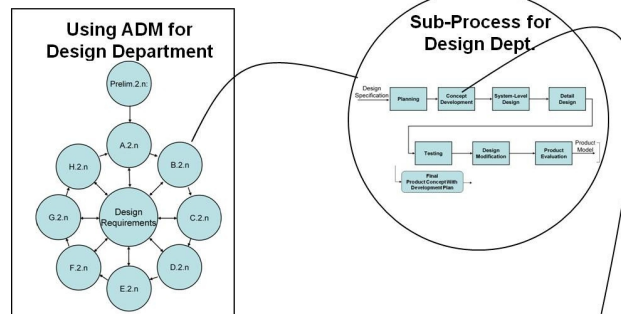 Using ADM for
Design Department
Prelim.2.n:
A.2.n
H.2.n
B.2.n
G.2.n
Design
Requirements
C.2.n
F.2.n
D.2.n
E.2.n
Sub-Process for
Design Dept.
Design
Specification
Planning
Concept
Development
System-Level
Design
Detail
Design
Testing
Design
Modification
Product
Evaluation
Product
Model
Final
Product Concept With
Development Plan